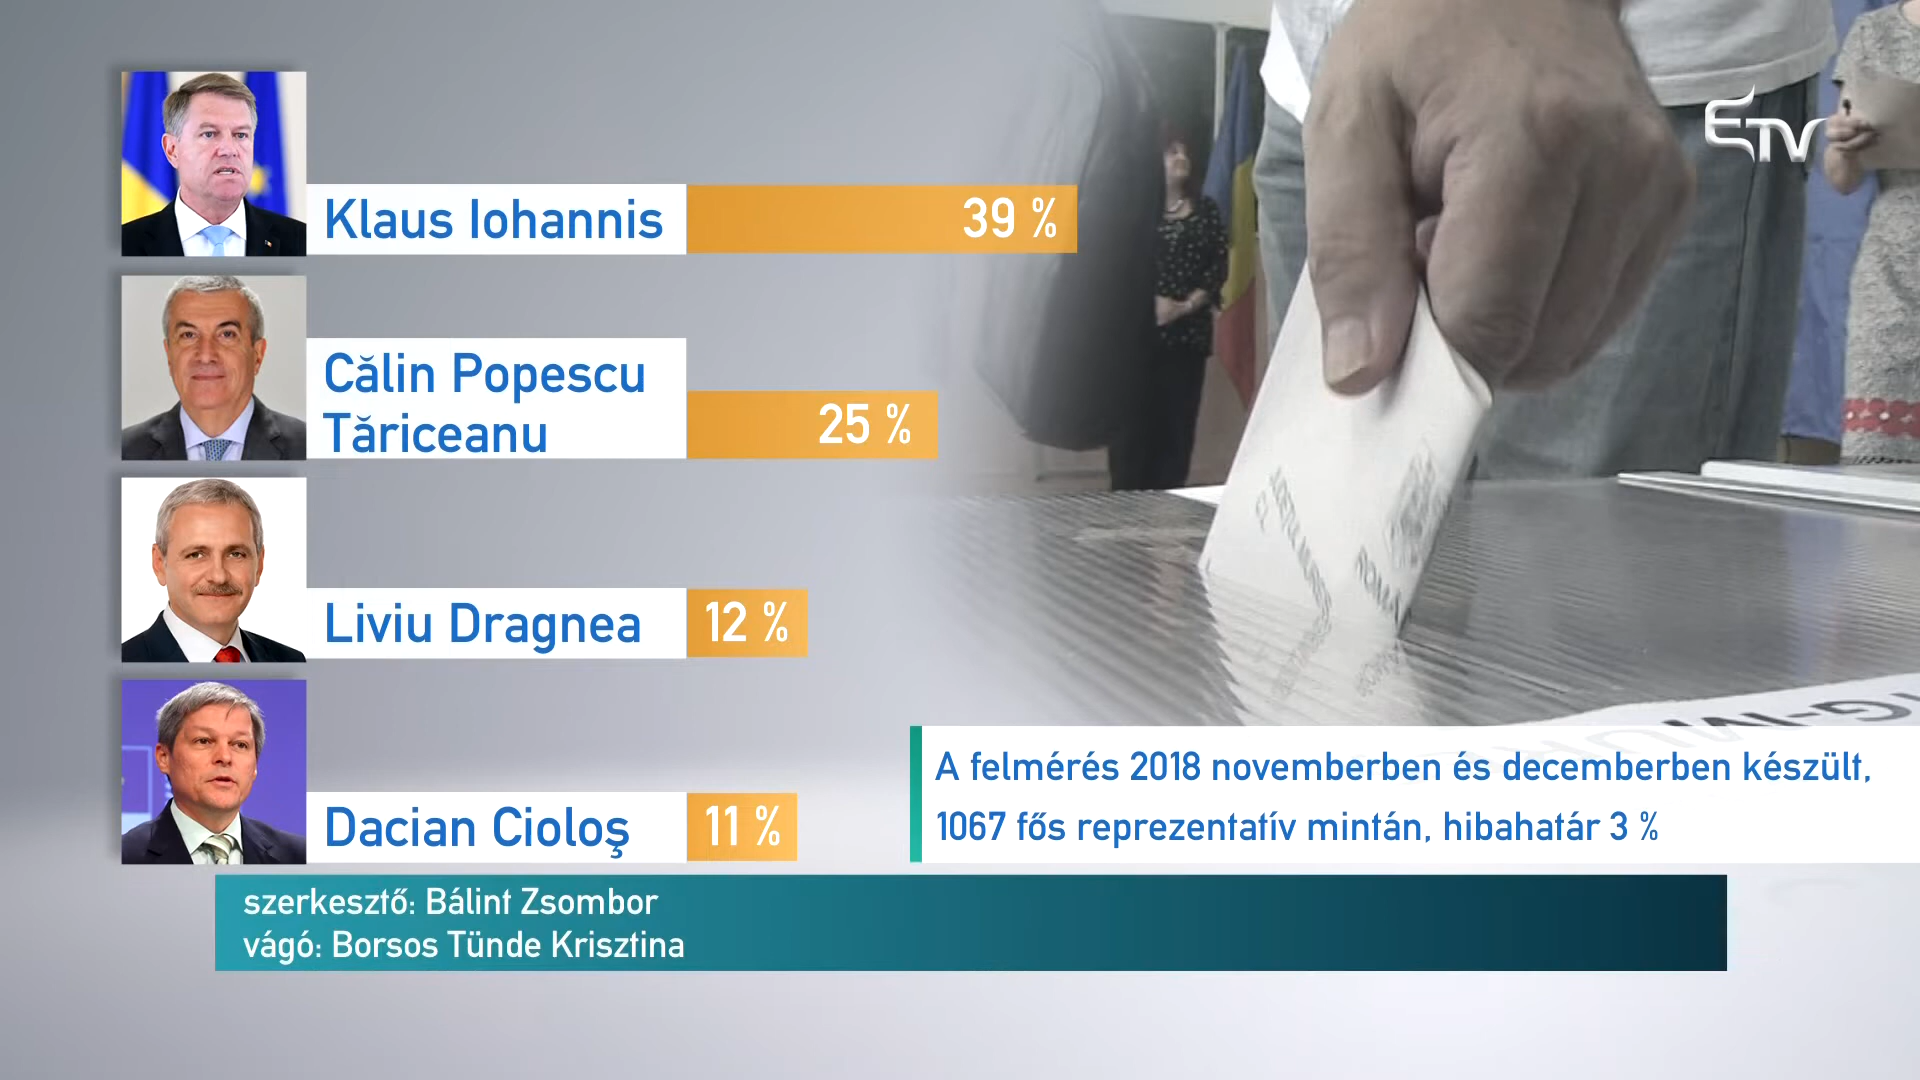 Klaus Iohannis
39 %
Călin Popescu
Tăriceanu
25 %
Liviu Dragnea
12 %
Dacian Cioloş
11 %
ETV
A felmérés 2018 novemberben és decemberben készült,
1067 fős reprezentatív mintán, hibahatár 3 %
szerkesztő: Bálint Zsombor
vágó: Borsos Tünde Krisztina